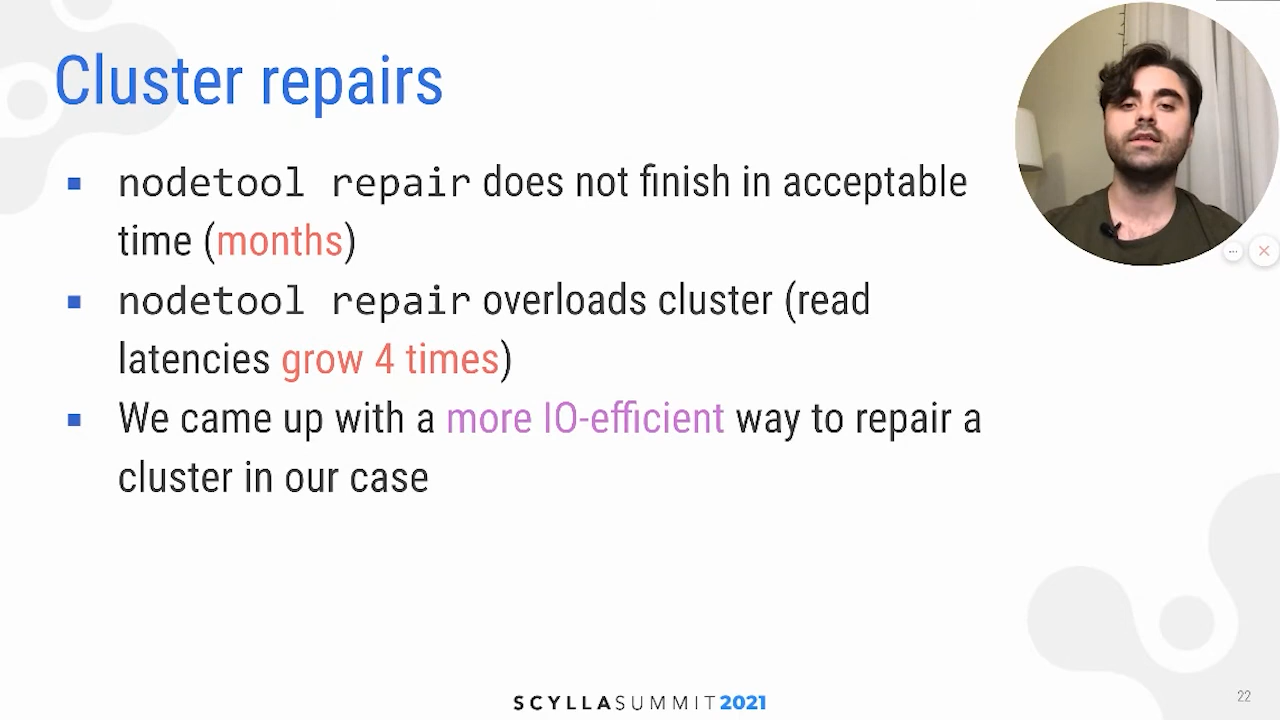 Cluster repairs
nodetool repair does not finish in acceptable
time (months)
nodetool repair overloads cluster (read
latencies grow 4 times)
We came up with a more IO-efficient way to repair a
cluster in our case
SCYLLASUMMIT2021
22